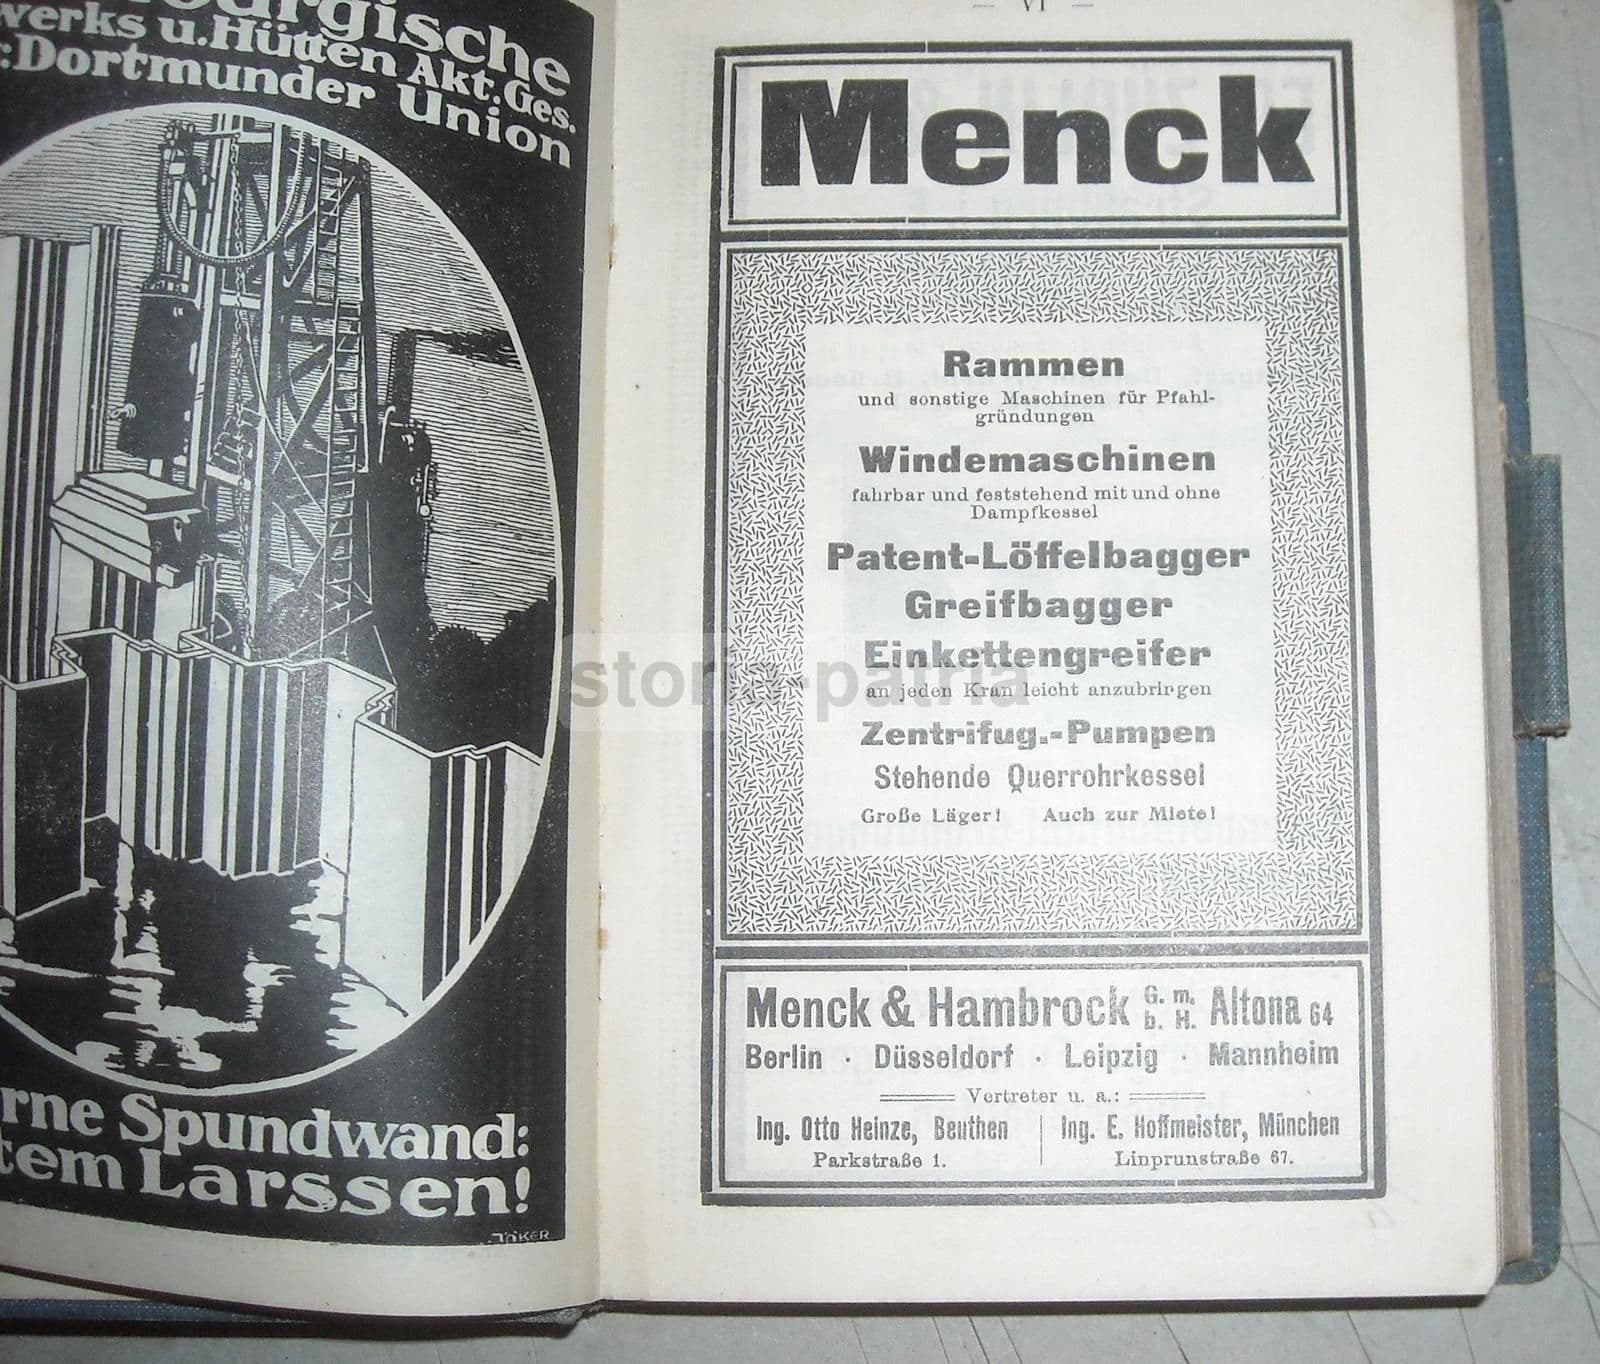 werks u. Hütten Akt. Ges.
Dortmunder Union
Spundwand:
Larssen!
JÖKER
— VI —
Menck
Rammen
und sonstige Maschinen für Pfahl-
gründungen
Windemaschinen
fahrbar und feststehend mit und ohne
Dampfkessel
Patent-Löffelbagger
Greifbagger
Einkettengreifer
an jeden Kran leicht anzubringen
Zentrifug.-Pumpen
Stehende Querrohrkessel
Große Läger! Auch zur Miete!
Menck & Hambrock G. m. b. H. Altona 64
Berlin · Düsseldorf · Leipzig · Mannheim
Vertreter u. a.:
Ing. Otto Heinze, Beuthen
Parkstraße 1.
Ing. E. Hoffmeister, München
Linprunstraße 67.
storia-patria